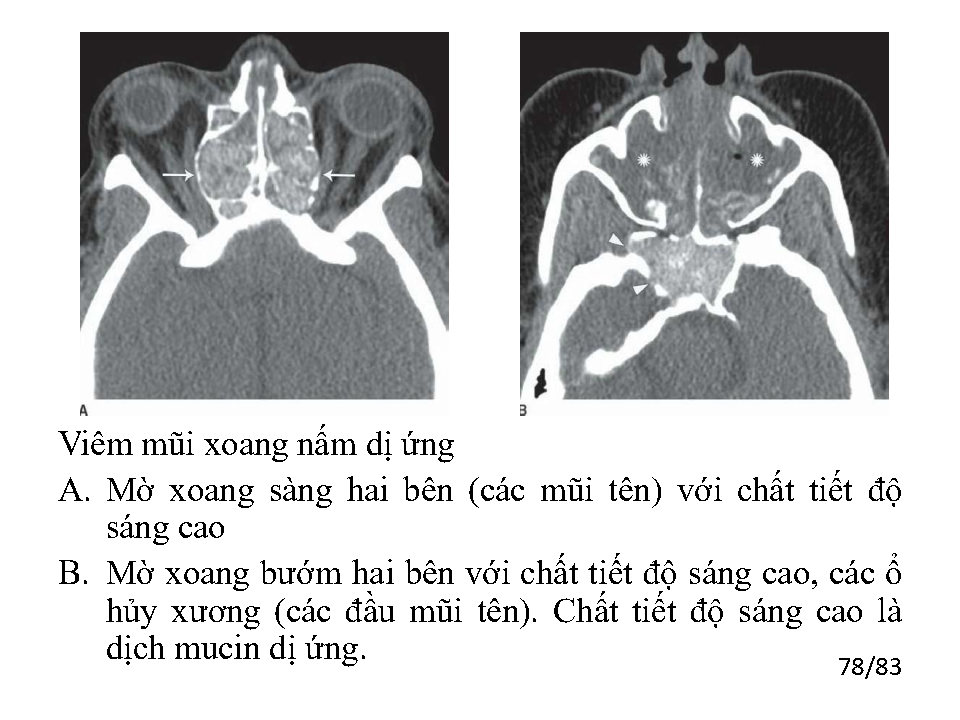 A
B
Viêm mũi xoang nấm dị ứng
A. Mờ xoang sàng hai bên (các mũi tên) với chất tiết độ
sáng cao
B. Mờ xoang bướm hai bên với chất tiết độ sáng cao, các ổ
hủy xương (các đầu mũi tên). Chất tiết độ sáng cao là
dịch mucin dị ứng.
78/83